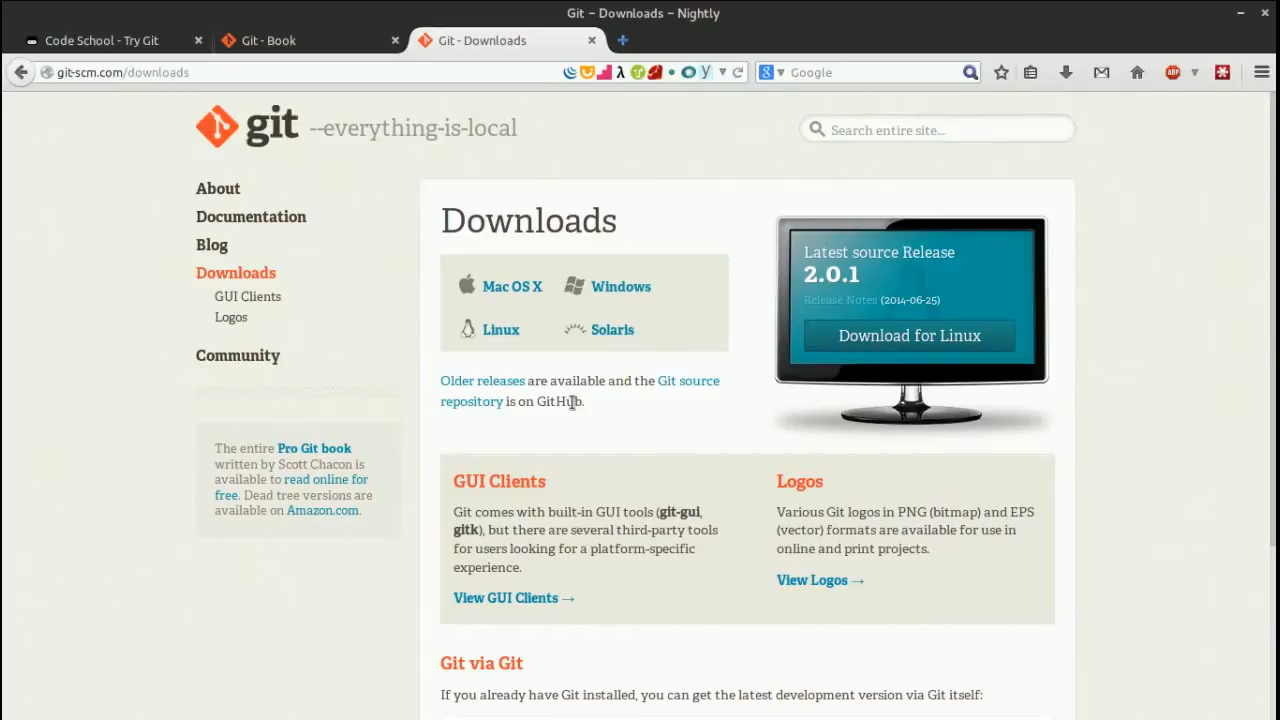 Git – Downloads – Nightly
Code School - Try Git
Git - Book
Git - Downloads
git-scm.com/downloads
Google
git --everything-is-local
Search entire site...
About
Documentation
Blog
Downloads
GUI Clients
Logos
Community
The entire Pro Git book
written by Scott Chacon is
available to read online for
free. Dead tree versions are
available on Amazon.com.
Downloads
Mac OS X
Windows
Linux
Solaris
Older releases are available and the Git source
repository is on GitHub.
Latest source Release
2.0.1
Release Notes (2014-06-25)
Download for Linux
GUI Clients
Git comes with built-in GUI tools (git-gui,
gitk), but there are several third-party tools
for users looking for a platform-specific
experience.
View GUI Clients →
Logos
Various Git logos in PNG (bitmap) and EPS
(vector) formats are available for use in
online and print projects.
View Logos →
Git via Git
If you already have Git installed, you can get the latest development version via Git itself: